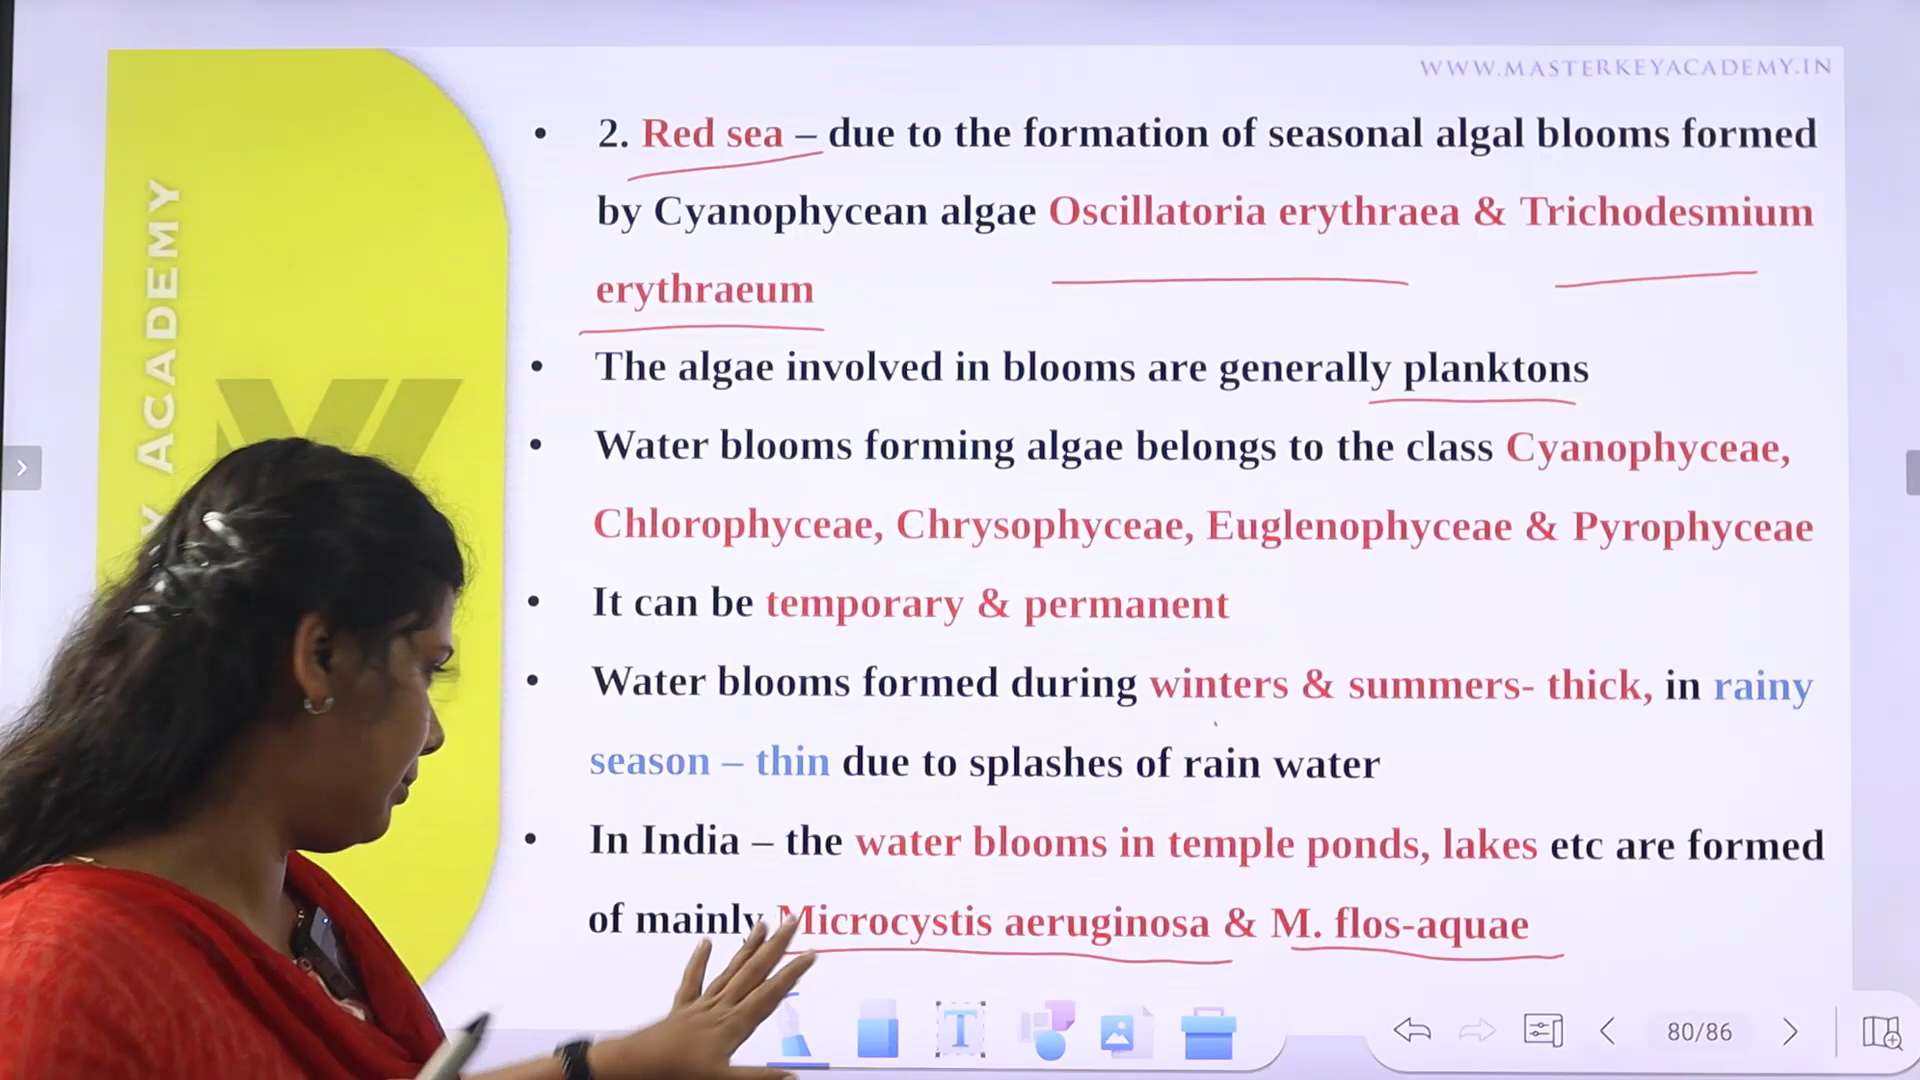 WWW.MASTERKEYACADEMY.IN
• 2. Red sea – due to the formation of seasonal algal blooms formed
by Cyanophycean algae Oscillatoria erythraea & Trichodesmium
erythraeum
• The algae involved in blooms are generally planktons
• Water blooms forming algae belongs to the class Cyanophyceae,
Chlorophyceae, Chrysophyceae, Euglenophyceae & Pyrophyceae
• It can be temporary & permanent
• Water blooms formed during winters & summers- thick, in rainy
season – thin due to splashes of rain water
• In India – the water blooms in temple ponds, lakes etc are formed
of mainly Microcystis aeruginosa & M. flos-aquae
Y ACADEMY
T
80/86